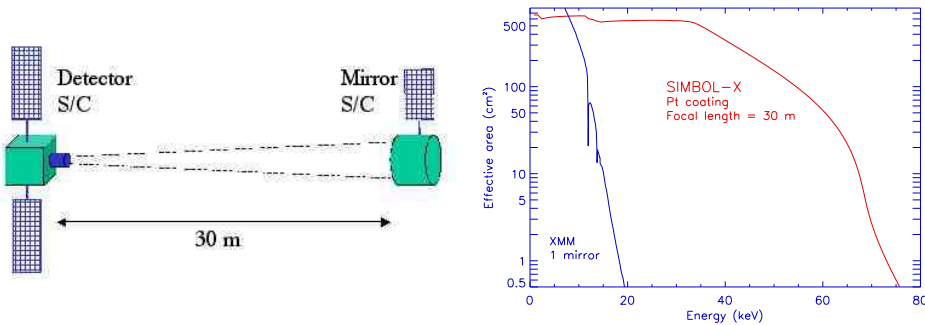 Detector
S/C
Mirror
S/C
30 m
Effective area (cm²)
500
100
50
10
5
1
0.5
SIMBOL-X
Pt coating
Focal length = 30 m
XMM
1 mirror
0
20
40
60
80
Energy (keV)